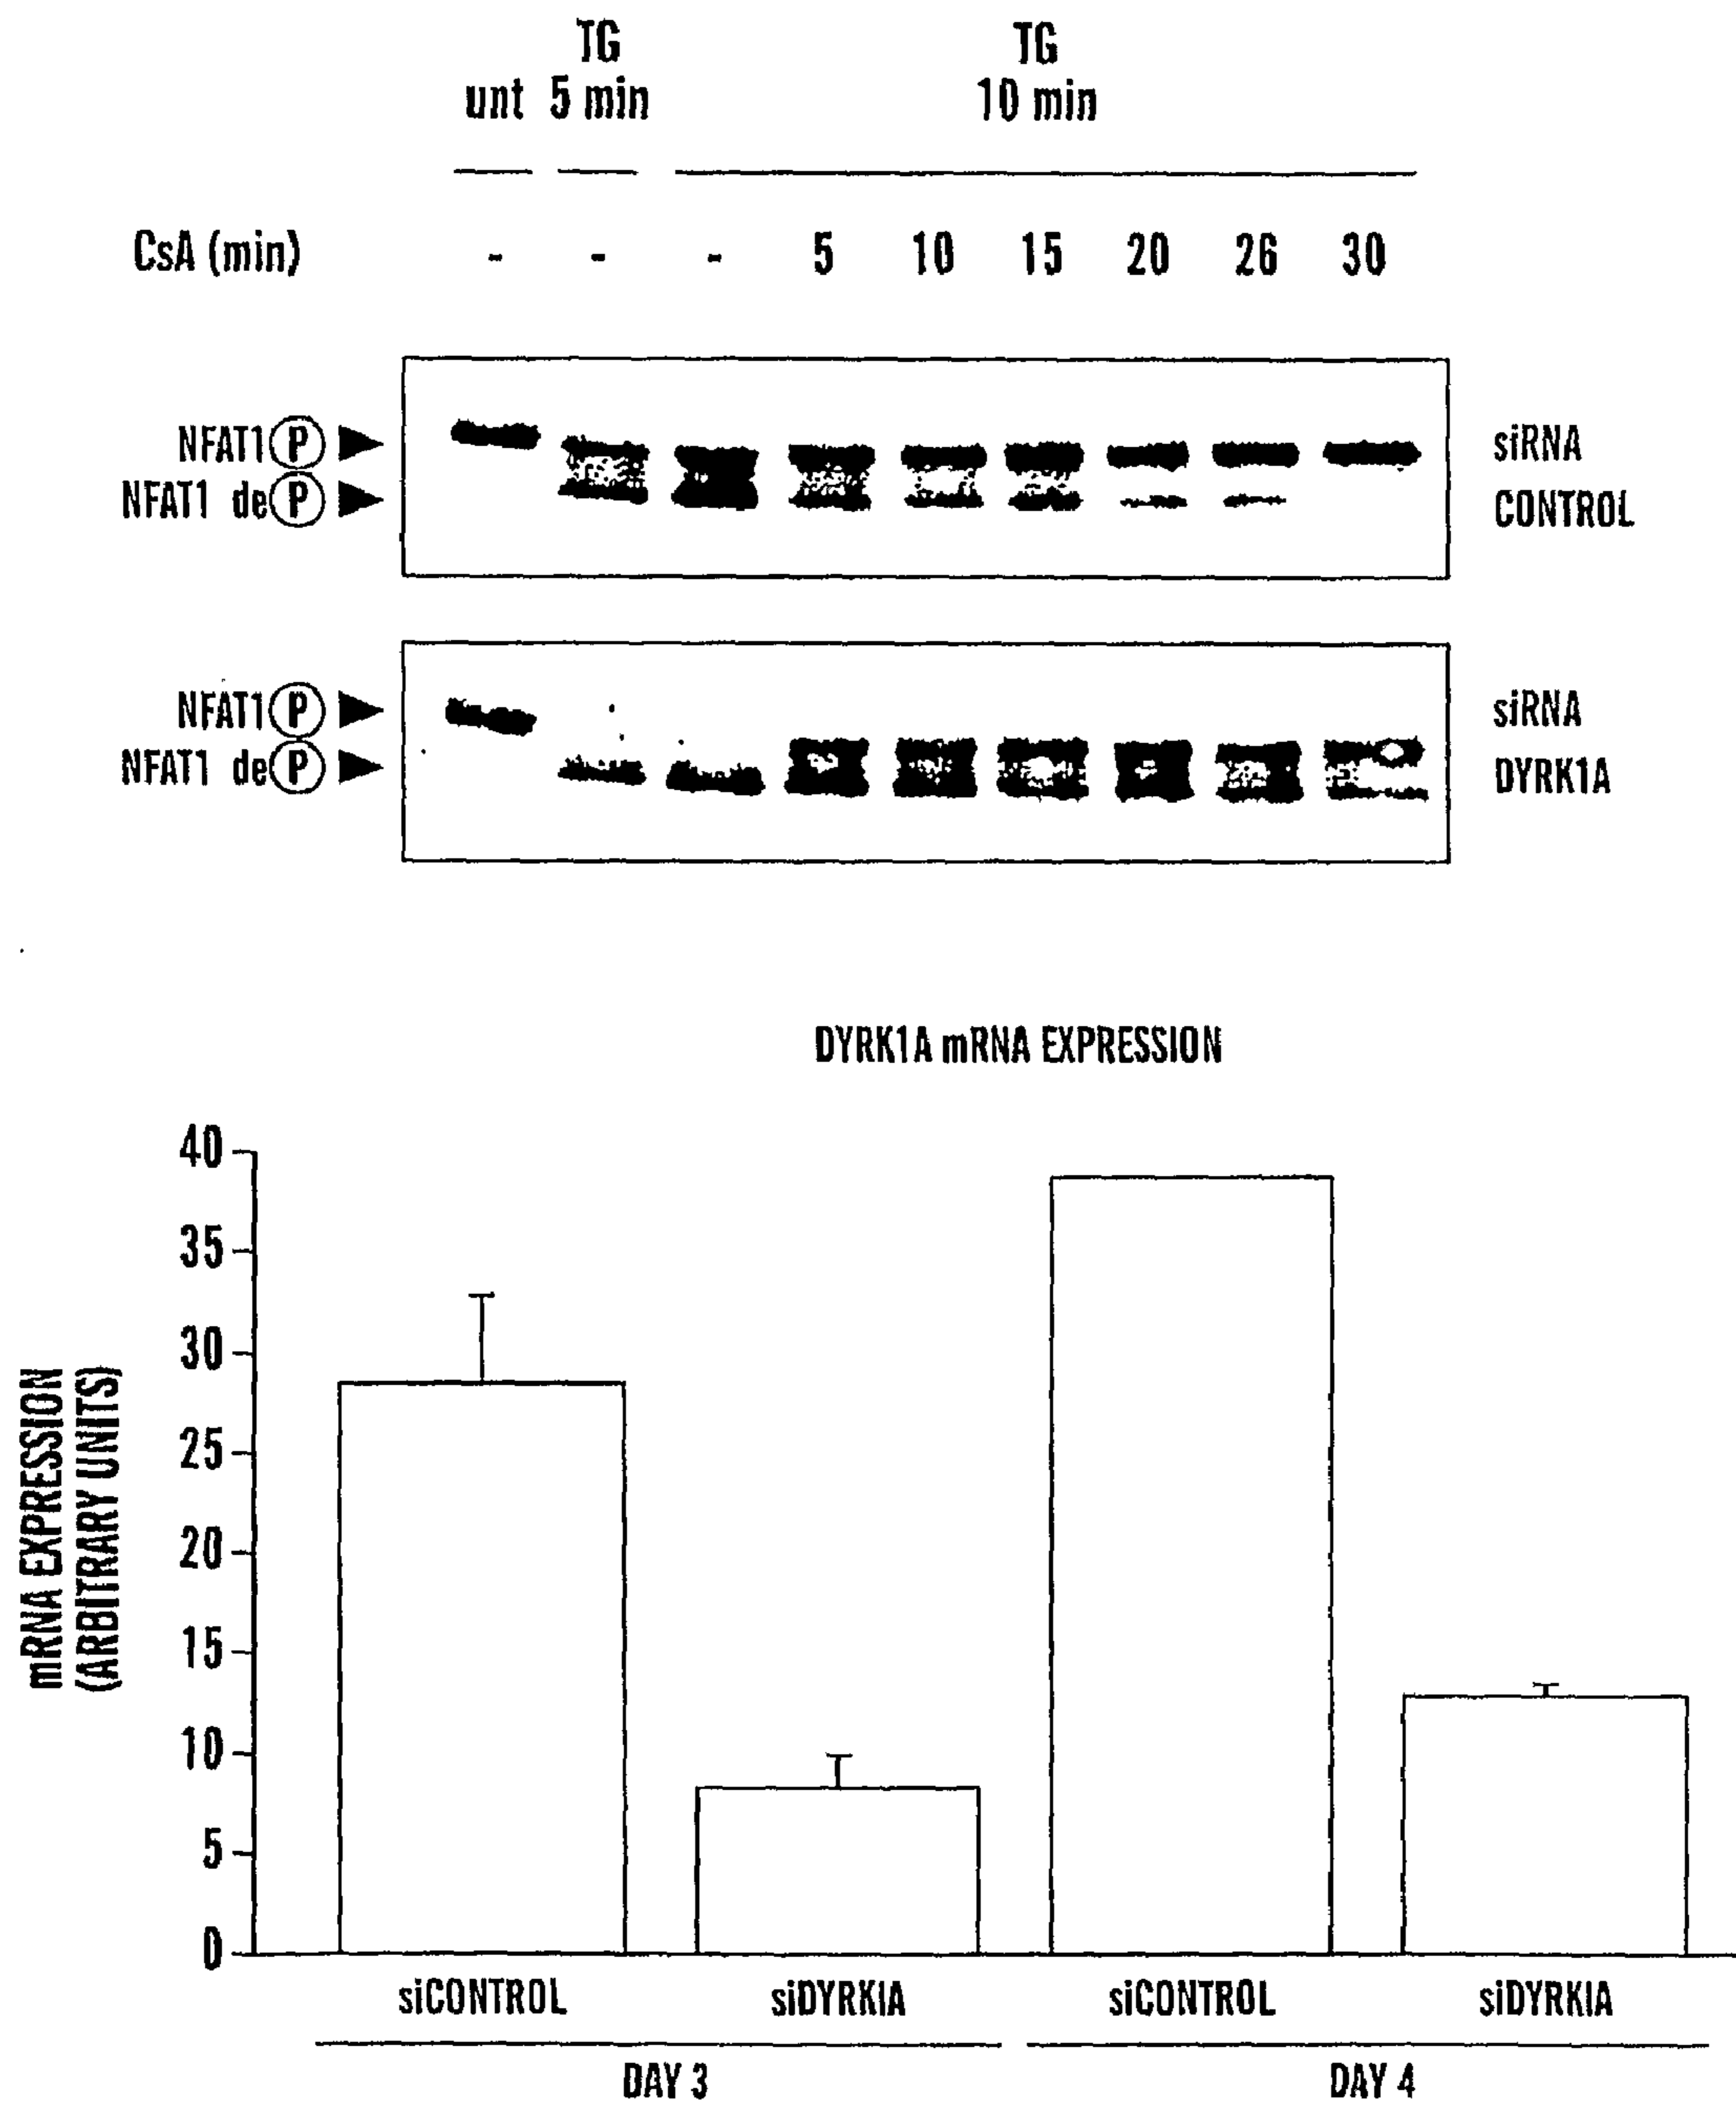 TG TG
unt 5 min 10 min
CsA (min) - - - 5 10 15 20 26 30
NFAT1 P siRNA
NFAT1 de P CONTROL
NFAT1 P siRNA
NFAT1 de P DYRK1A
DYRK1A mRNA EXPRESSION
mRNA EXPRESSION
(ARBITRARY UNITS)
40
35
30
25
20
15
10
5
0
siCONTROL siDYRKIA siCONTROL siDYRKIA
DAY 3 DAY 4